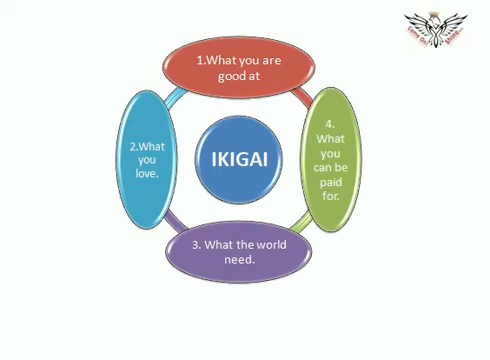 1.What you are
good at
2.What
you
love.
IKIGAI
4.
What
you
can be
paid
for.
3. What the world
need.